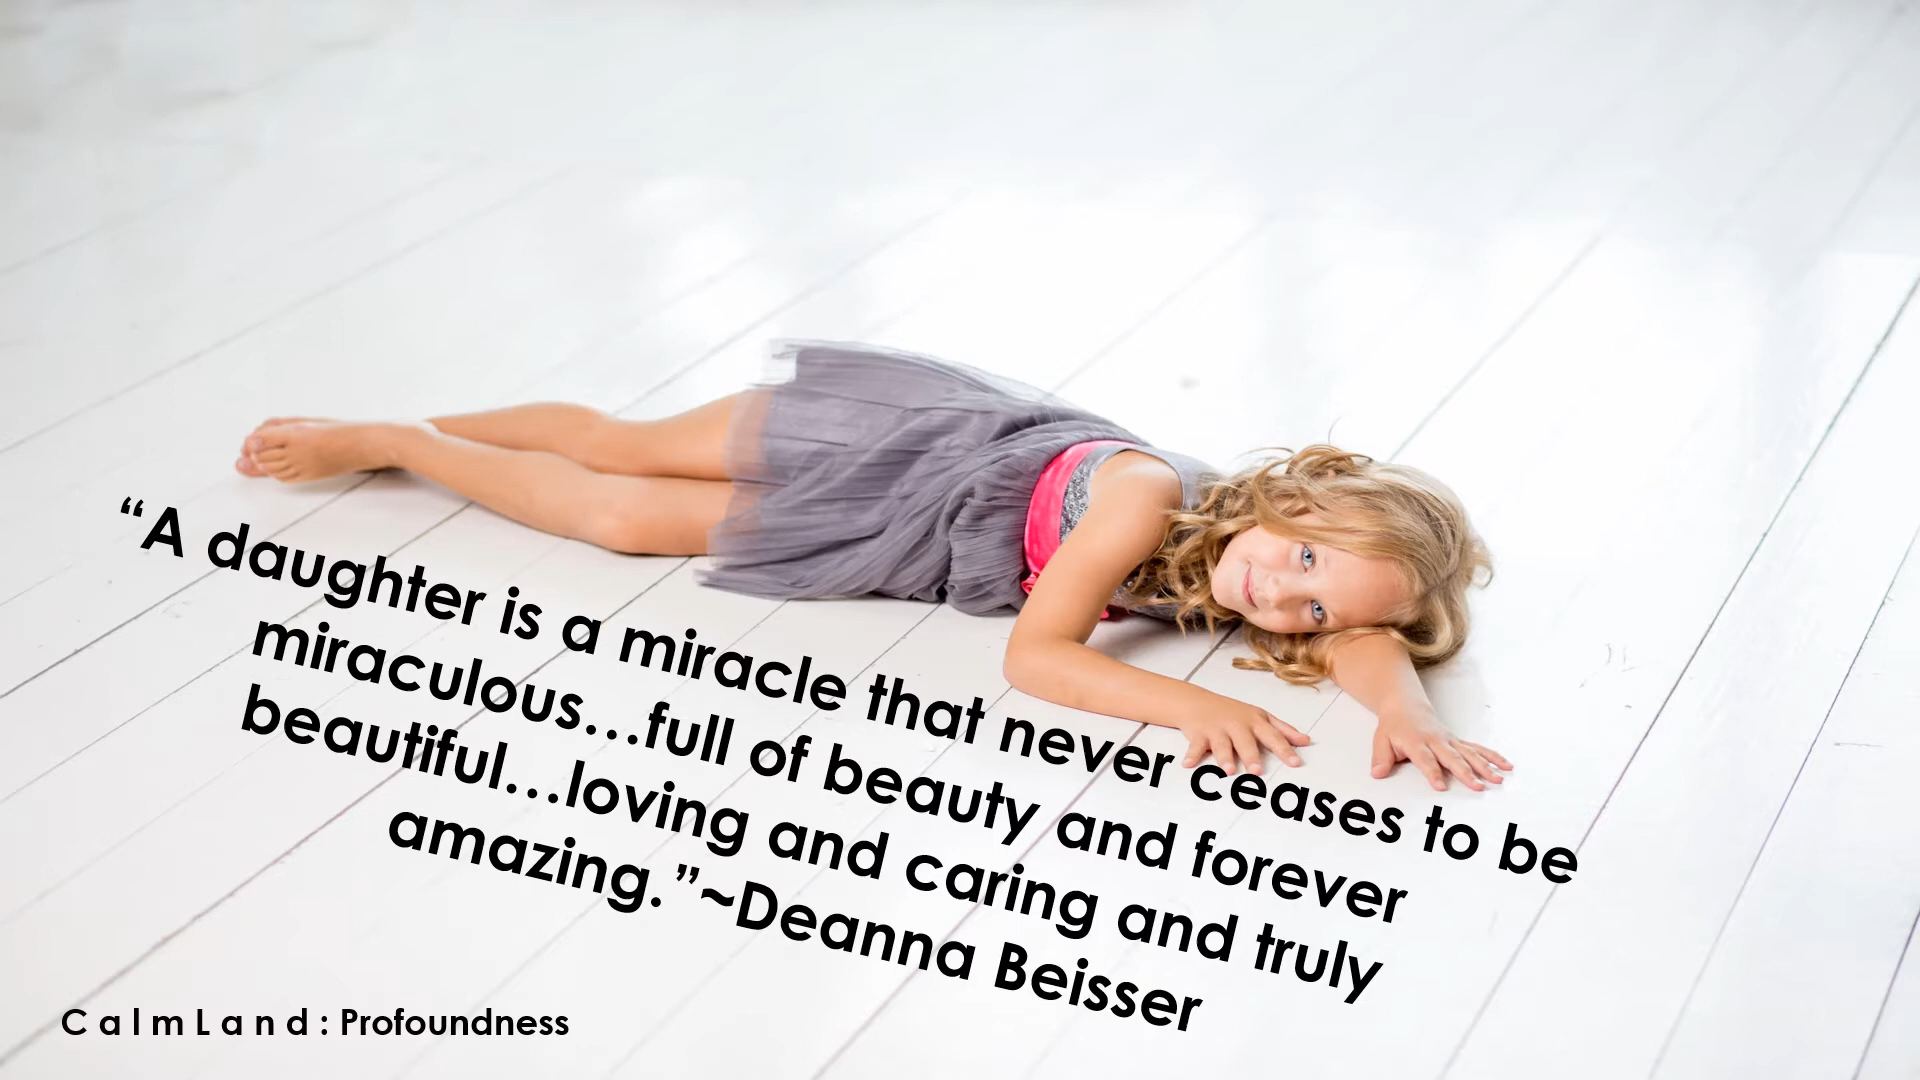 “A daughter is a miracle that never ceases to be
miraculous…full of beauty and forever
beautiful…loving and caring and truly
amazing.”~Deanna Beisser
C a l m L a n d : Profoundness